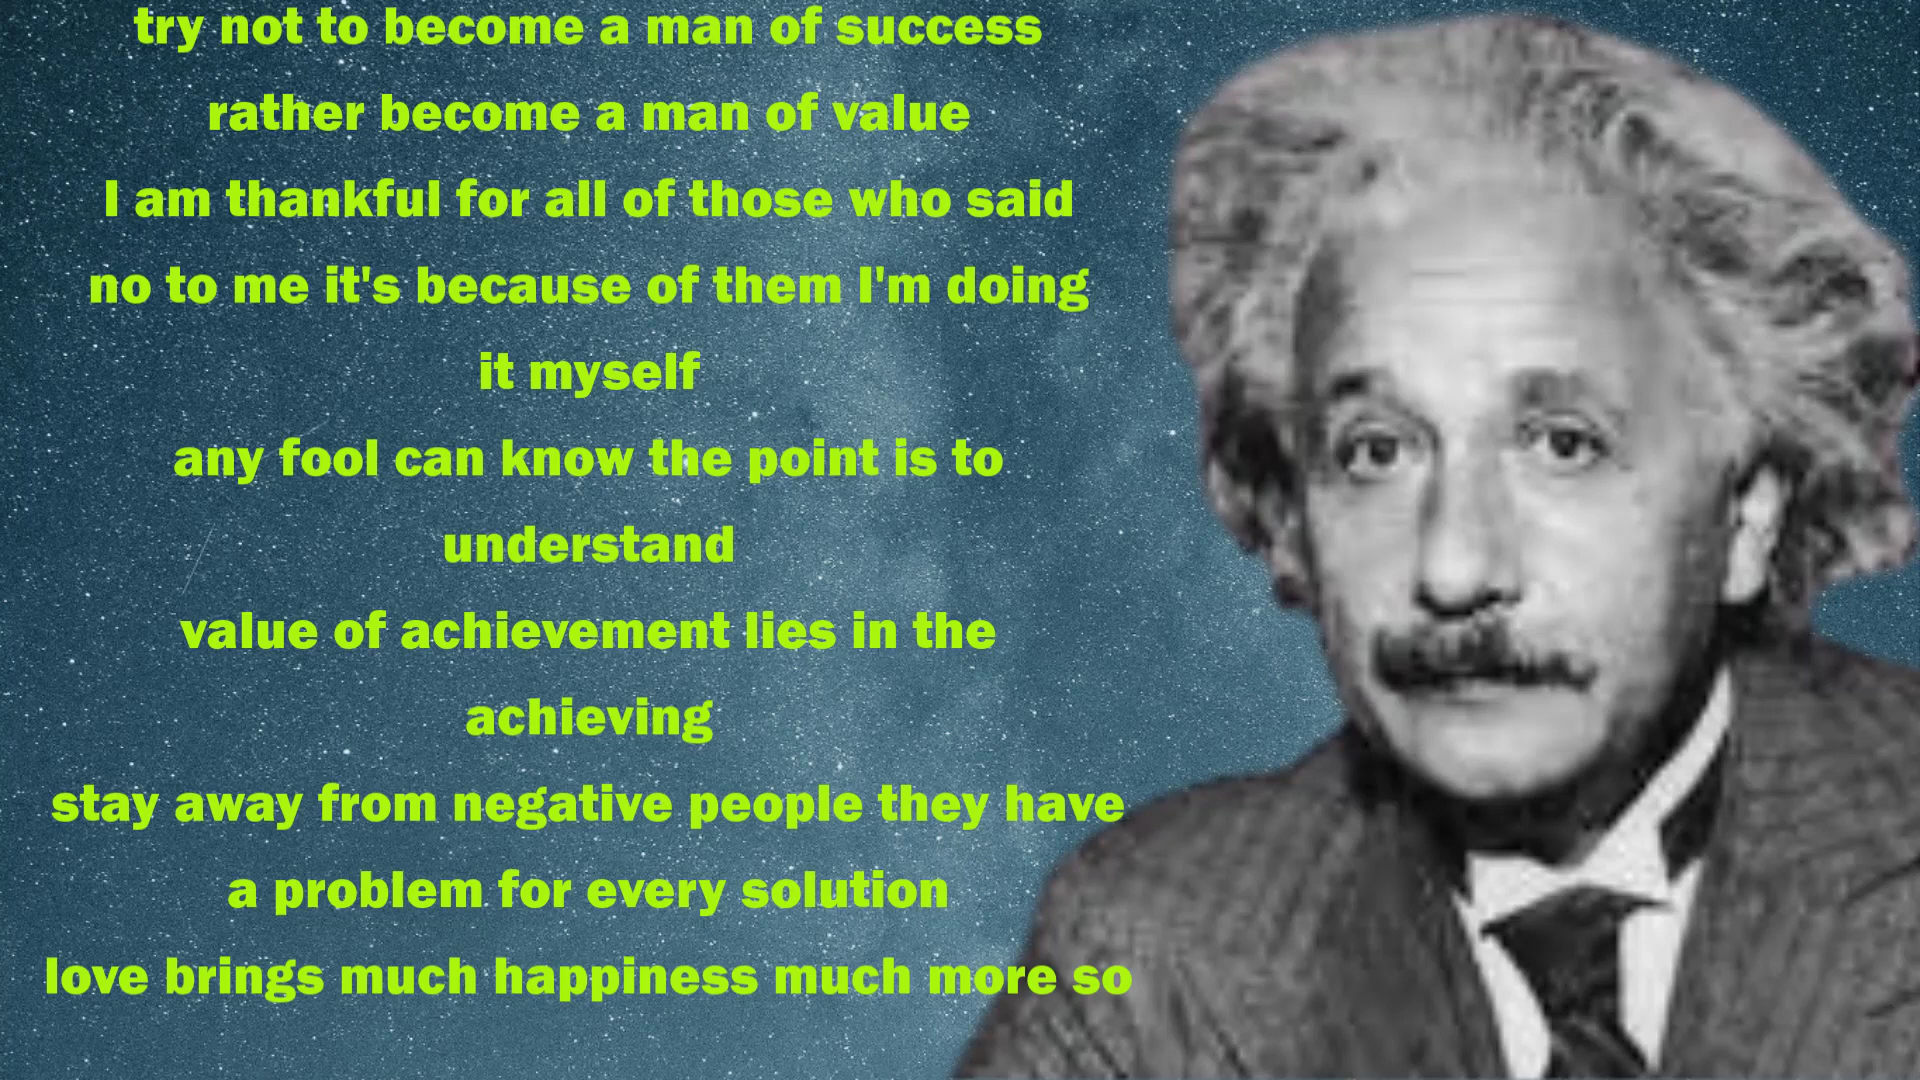 try not to become a man of success
rather become a man of value
I am thankful for all of those who said
no to me it's because of them I'm doing
it myself
any fool can know the point is to
understand
value of achievement lies in the
achieving
stay away from negative people they have
a problem for every solution
love brings much happiness much more so